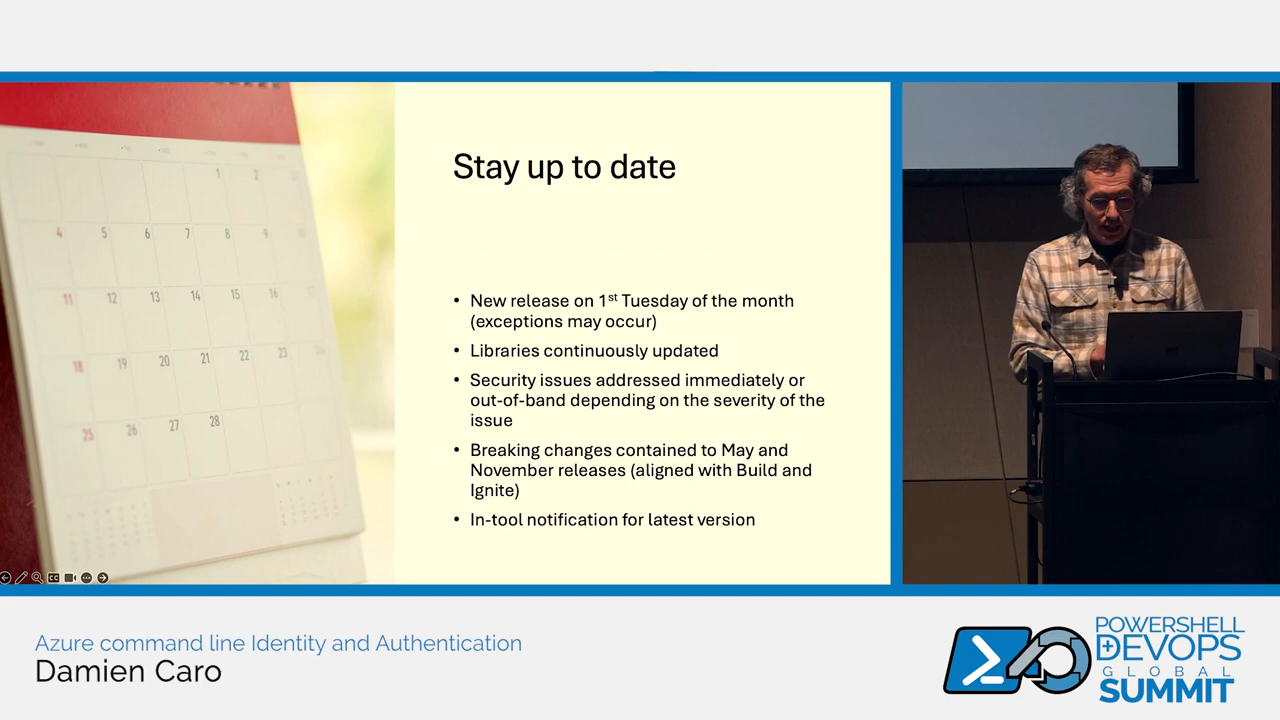 Stay up to date
• New release on 1st Tuesday of the month
(exceptions may occur)
• Libraries continuously updated
• Security issues addressed immediately or
out-of-band depending on the severity of the
issue
• Breaking changes contained to May and
November releases (aligned with Build and
Ignite)
• In-tool notification for latest version
1 2
4 5 6 7 8 9
11 12 13 14 15 16
18 19 20 21 22 23
25 26 27 28
CC
Azure command line Identity and Authentication
Damien Caro
POWERSHELL
DEVOPS
GLOBAL
SUMMIT